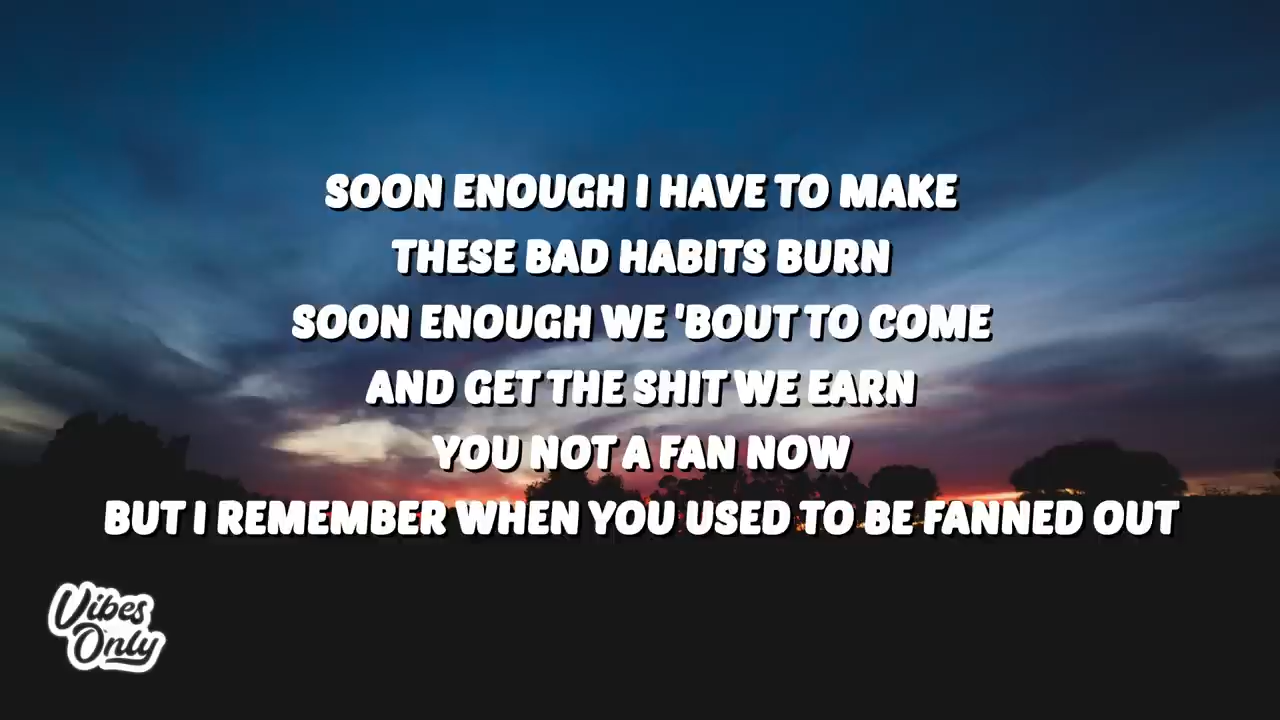 SOON ENOUGH I HAVE TO MAKE
THESE BAD HABITS BURN
SOON ENOUGH WE 'BOUT TO COME
AND GET THE SHIT WE EARN
YOU NOT A FAN NOW
BUT I REMEMBER WHEN YOU USED TO BE FANNED OUT
Vibes
Only